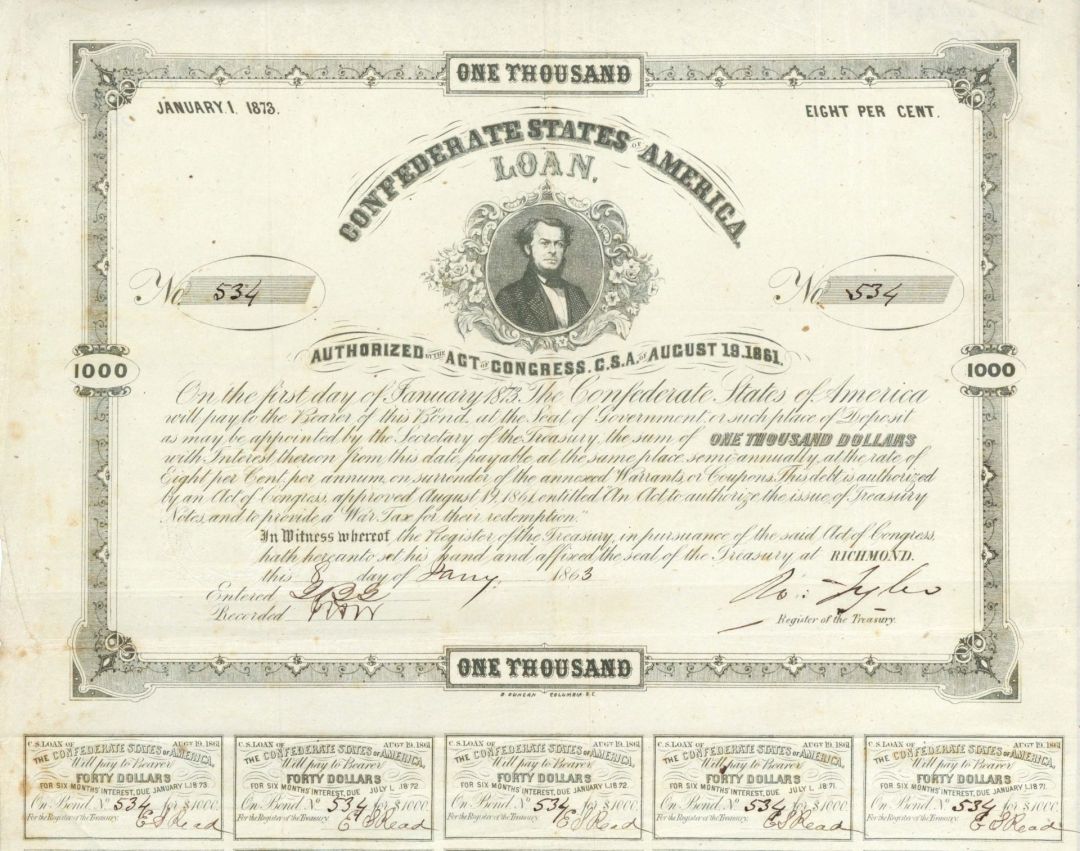 ONE THOUSAND
JANUARY. 1. 1873.
EIGHT PER CENT.
CONFEDERATE STATES OF AMERICA.
LOAN.
No 534
No 534
AUTHORIZED BY THE ACT OF CONGRESS. C.S.A. OF AUGUST 19.1861.
1000
1000
On the first day of January 1873. The Confederate States of America
will pay to the Bearer of this Bond, at the Seat of Government, or such place of Deposit
as may be appointed by the Secretary of the Treasury, the sum of ONE THOUSAND DOLLARS
with Interest thereon from this date, payable at the same place semi-annually, at the rate of
Eight per Cent, per annum, on surrender of the annexed Warrants, or Coupons. This debt is authorized
by an Act of Congress, approved August 19, 1861, entitled "An Act to authorize the issue of Treasury
Notes, and to provide a War Tax for their redemption."
In Witness whereof the Register of the Treasury, in pursuance of the said Act of Congress,
hath hereunto set his hand and affixed the seal of the Treasury at RICHMOND.
this 8 day of Jany, 1863
Entered
Recorded
Ro: Tyler
Register of the Treasury.
ONE THOUSAND
B DUNCAN COLUMBIA S.C.
C.S. LOAN OF AUGT 19, 1861
THE CONFEDERATE STATES OF AMERICA,
Will pay to Bearer
FORTY DOLLARS
FOR SIX MONTHS INTEREST, DUE JANUARY 1, 1873.
On Bond No 534 for $1000
For the Register of the Treasury.
E S Read
C.S. LOAN OF AUGT 19, 1861
THE CONFEDERATE STATES OF AMERICA,
Will pay to Bearer
FORTY DOLLARS
FOR SIX MONTHS INTEREST, DUE JULY 1, 1872.
On Bond No 534 for $1000
For the Register of the Treasury.
E S Read
C.S. LOAN OF AUGT 19, 1861
THE CONFEDERATE STATES OF AMERICA,
Will pay to Bearer
FORTY DOLLARS
FOR SIX MONTHS INTEREST, DUE JANUARY 1, 1872.
On Bond No 534 for $1000
For the Register of the Treasury.
E S Read
C.S. LOAN OF AUGT 19, 1861
THE CONFEDERATE STATES OF AMERICA,
Will pay to Bearer
FORTY DOLLARS
FOR SIX MONTHS INTEREST, DUE JULY 1, 1871.
On Bond No 534 for $1000
For the Register of the Treasury.
E S Read
C.S. LOAN OF AUGT 19, 1861
THE CONFEDERATE STATES OF AMERICA,
Will pay to Bearer
FORTY DOLLARS
FOR SIX MONTHS INTEREST, DUE JANUARY 1, 1871.
On Bond No 534 for $1000
For the Register of the Treasury.
E S Read